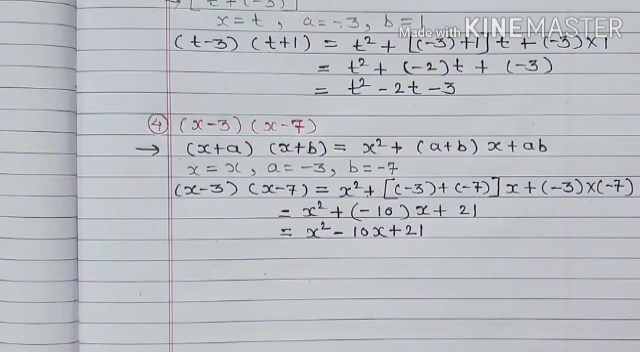 [t+(-3)]
x = t, a = -3, b = 1
Made with KINEMASTER
(t-3) (t+1) = t² + [(-3)+1] t + (-3)×1
= t² + (-2)t + (-3)
= t² - 2t - 3
④ (x-3) (x-7)
→ (x+a) (x+b) = x² + (a+b) x + ab
x = x, a = -3, b = -7
(x-3) (x-7) = x² + [(-3)+(-7)] x + (-3)×(-7)
= x² + (-10) x + 21
= x² - 10x + 21